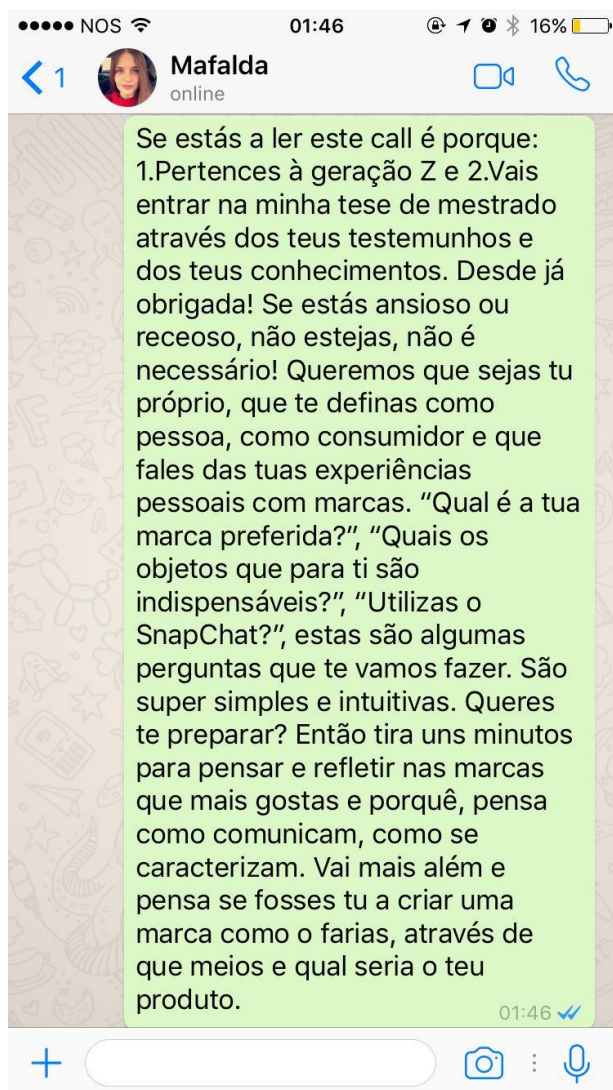 NOS 01:46 16%
1 Mafalda
online
Se estás a ler este call é porque:
1.Pertences à geração Z e 2.Vais
entrar na minha tese de mestrado
através dos teus testemunhos e
dos teus conhecimentos. Desde já
obrigada! Se estás ansioso ou
receoso, não estejas, não é
necessário! Queremos que sejas tu
próprio, que te definas como
pessoa, como consumidor e que
fales das tuas experiências
pessoais com marcas. “Qual é a tua
marca preferida?”, “Quais os
objetos que para ti são
indispensáveis?”, “Utilizas o
SnapChat?”, estas são algumas
perguntas que te vamos fazer. São
super simples e intuitivas. Queres
te preparar? Então tira uns minutos
para pensar e refletir nas marcas
que mais gostas e porquê, pensa
como comunicam, como se
caracterizam. Vai mais além e
pensa se fosses tu a criar uma
marca como o farias, através de
que meios e qual seria o teu
produto.
01:46